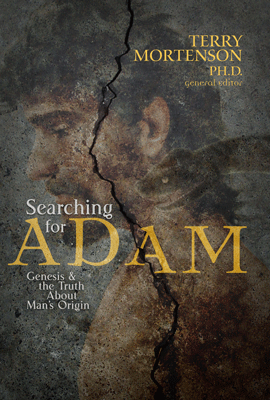 TERRY
MORTENSON
PH.D.
general editor
Searching
for
ADAM
Genesis &
the Truth
About
Man's Origin